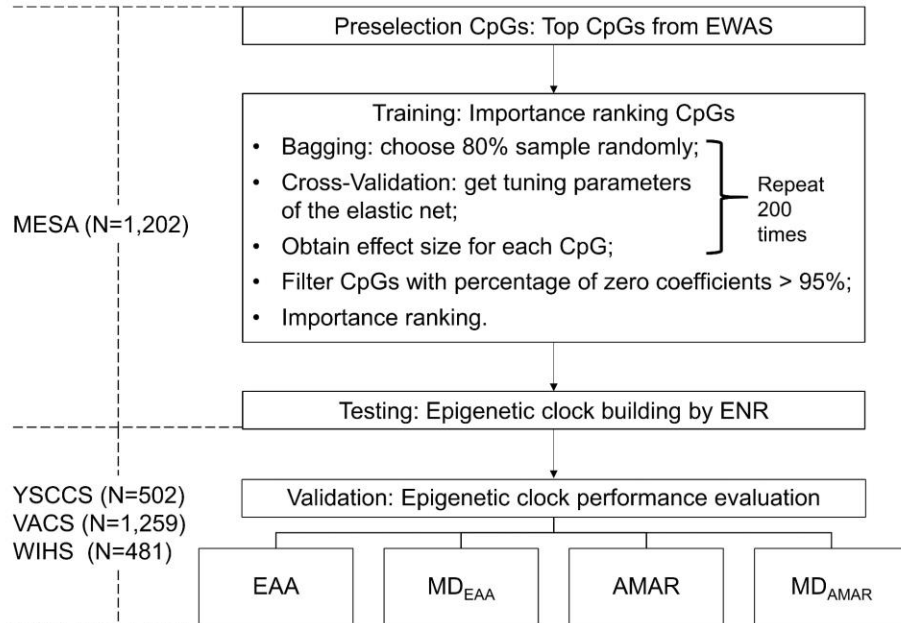 Preselection CpGs: Top CpGs from EWAS
Training: Importance ranking CpGs
• Bagging: choose 80% sample randomly;
• Cross-Validation: get tuning parameters
of the elastic net;
• Obtain effect size for each CpG;
Repeat
200
times
• Filter CpGs with percentage of zero coefficients > 95%;
• Importance ranking.
MESA (N=1,202)
Testing: Epigenetic clock building by ENR
YSCCS (N=502)
VACS (N=1,259)
WIHS (N=481)
Validation: Epigenetic clock performance evaluation
EAA
MD_EAA
AMAR
MD_AMAR